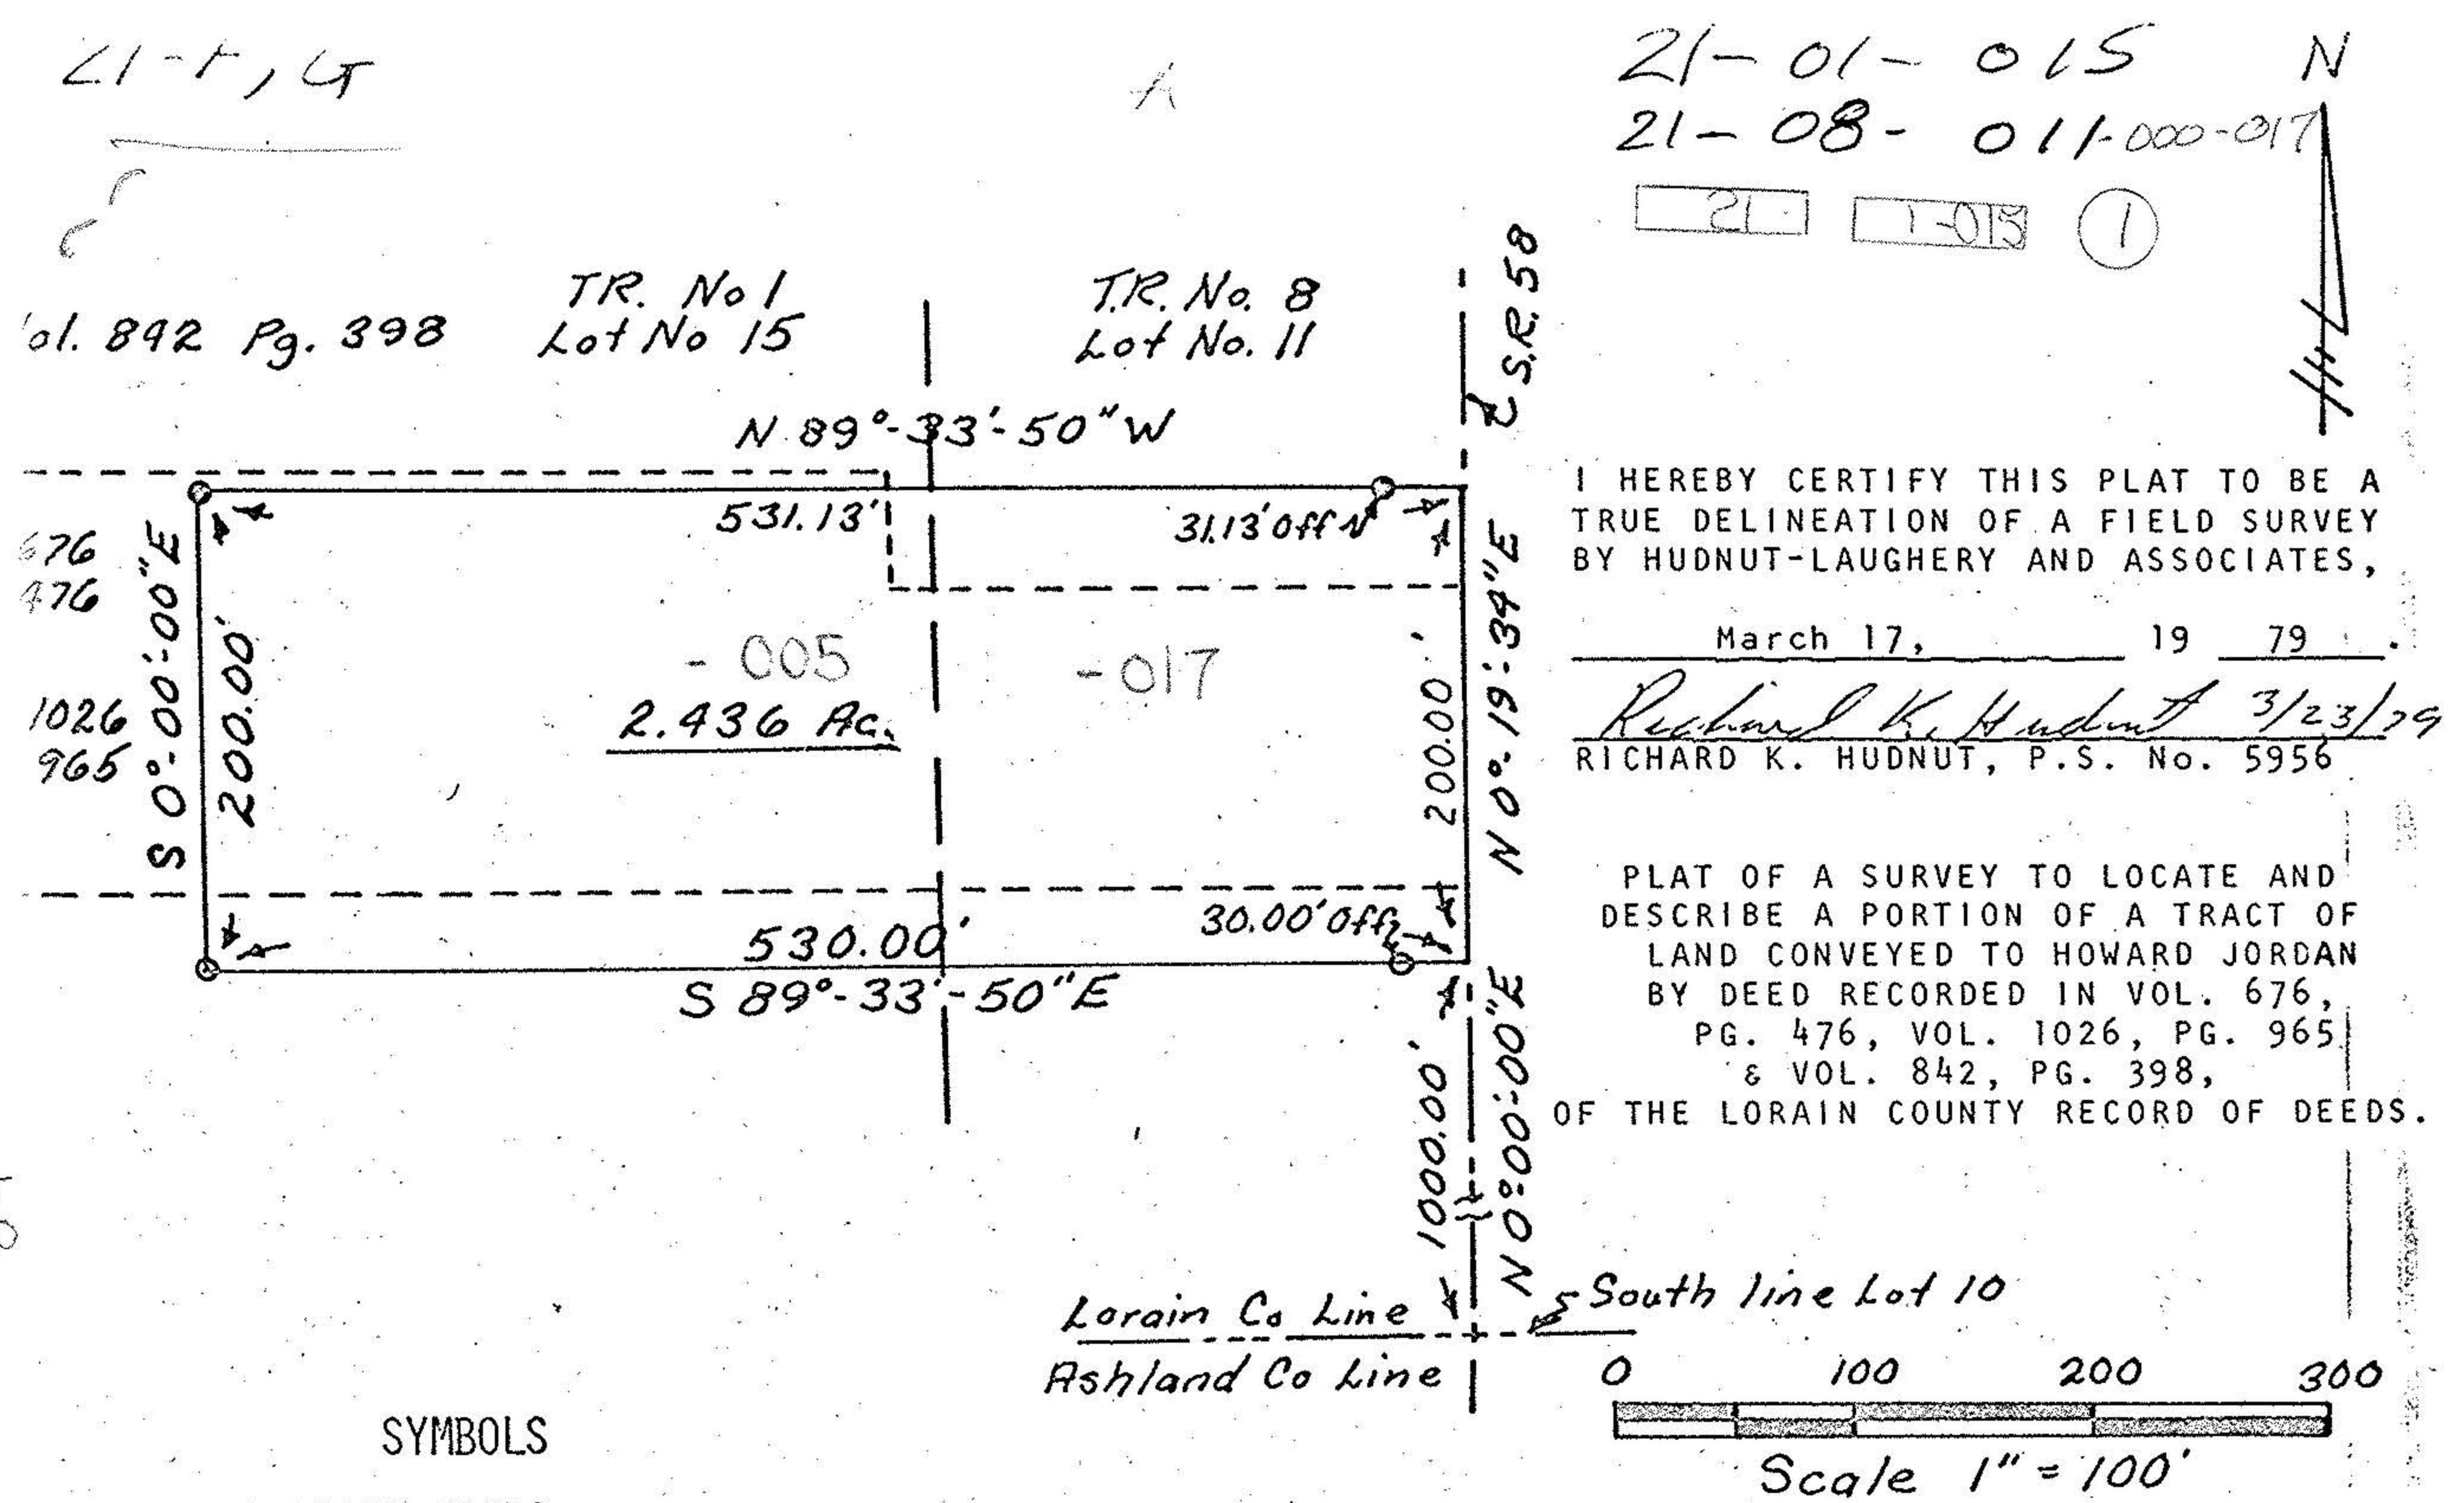 21-01-015
N
21-08-011-000-017
21
1-015
1
TR. No 1
Lot No 15
T.R. No. 8
Lot No. 11
ol. 842 Pg. 398
S.R. 58
N 89°-33'-50" W
531.13'
31.13' Off
676
476
S 0°-00'-00" E
200.00'
- 005
- 017
2.436 Ac.
200.00'
N 0°-19'-34" E
1026
965
30.00' Off
530.00'
S 89°-33'-50" E
1000.00'
N 0°-00'-00" E
Lorain Co Line
South line Lot 10
Ashland Co Line
I HEREBY CERTIFY THIS PLAT TO BE A
TRUE DELINEATION OF A FIELD SURVEY
BY HUDNUT-LAUGHERY AND ASSOCIATES,
March 17, 19 79 .
Richard K. Hudnut 3/23/79
RICHARD K. HUDNUT, P.S. No. 5956
PLAT OF A SURVEY TO LOCATE AND
DESCRIBE A PORTION OF A TRACT OF
LAND CONVEYED TO HOWARD JORDAN
BY DEED RECORDED IN VOL. 676,
PG. 476, VOL. 1026, PG. 965
& VOL. 842, PG. 398,
OF THE LORAIN COUNTY RECORD OF DEEDS.
0 100 200 300
Scale 1" = 100'
SYMBOLS